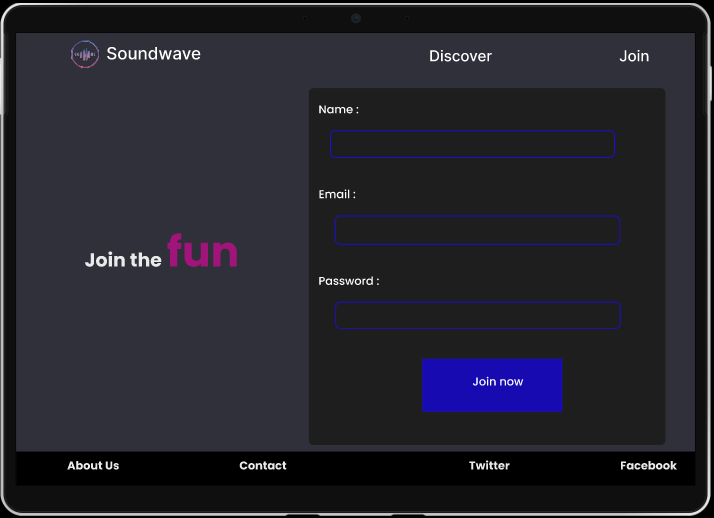 Soundwave
Discover
Join
Name :
Email :
Join the fun
Password :
Join now
About Us
Contact
Twitter
Facebook